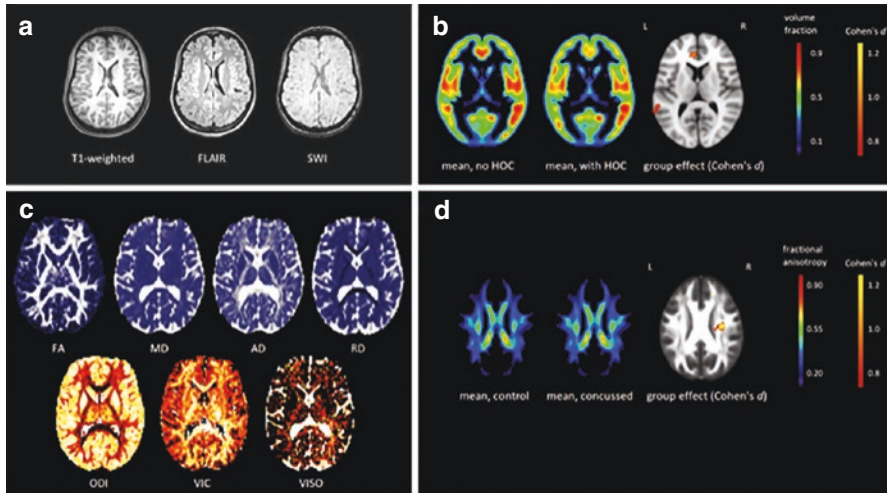 a
T1-weighted
FLAIR
SWI
b
L
R
volume
fraction
Cohen's d
0.9
0.5
0.1
1.2
1.0
0.8
mean, no HOC
mean, with HOC
group effect (Cohen's d)
c
FA
MD
AD
RD
ODI
VIC
VISO
d
L
R
fractional
anisotropy
Cohen's d
0.90
0.55
0.20
1.2
1.0
0.8
mean, control
mean, concussed
group effect (Cohen's d)